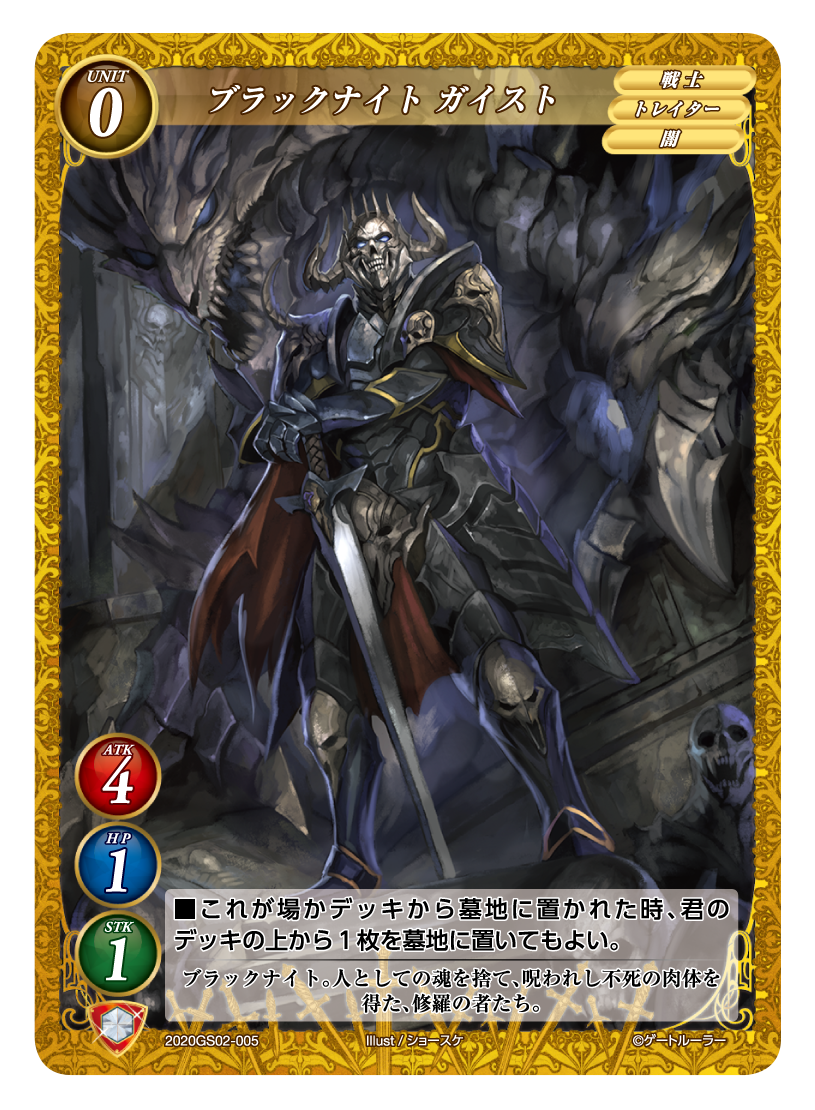 UNIT
0
ブラックナイト ガイスト
戦士
トレイター
闇
ATK
4
HP
1
STK
1
■これが場かデッキから墓地に置かれた時、君の
デッキの上から1枚を墓地に置いてもよい。
ブラックナイト。人としての魂を捨て、呪われし不死の肉体を
得た、修羅の者たち。
2020GS02-005
Illust / ショースケ
©ゲートルーラー